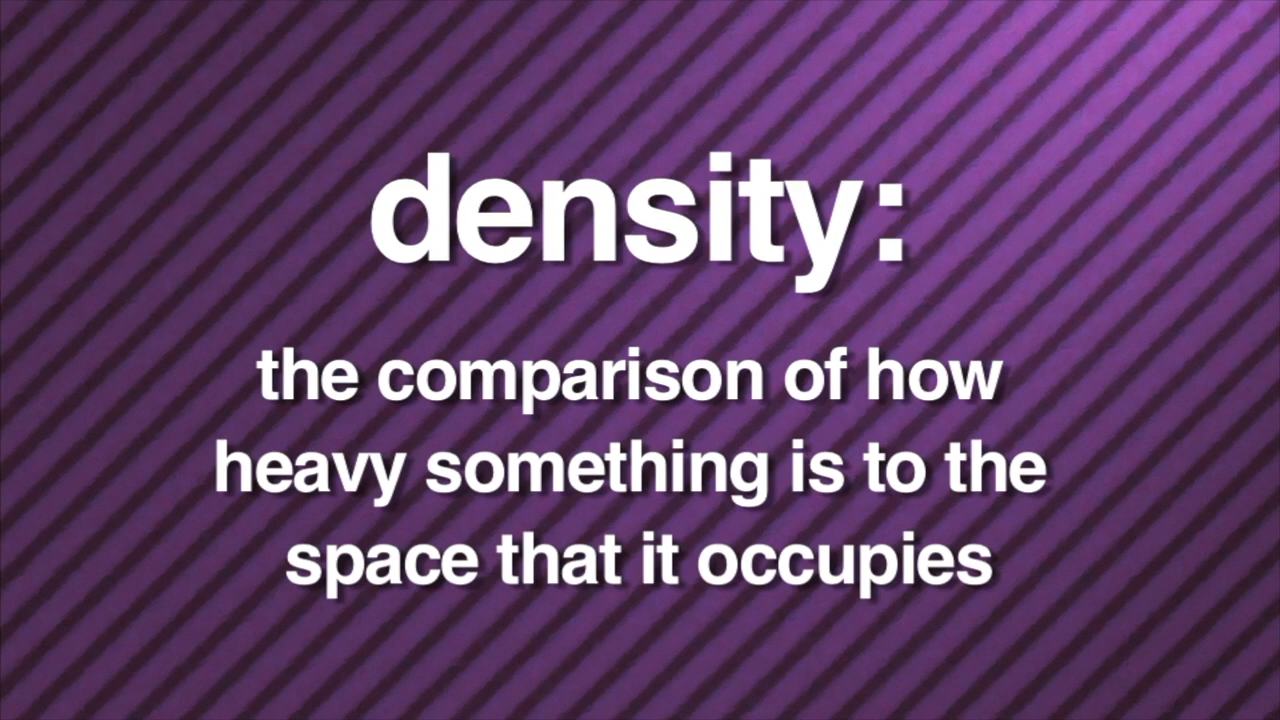 density:
the comparison of how
heavy something is to the
space that it occupies